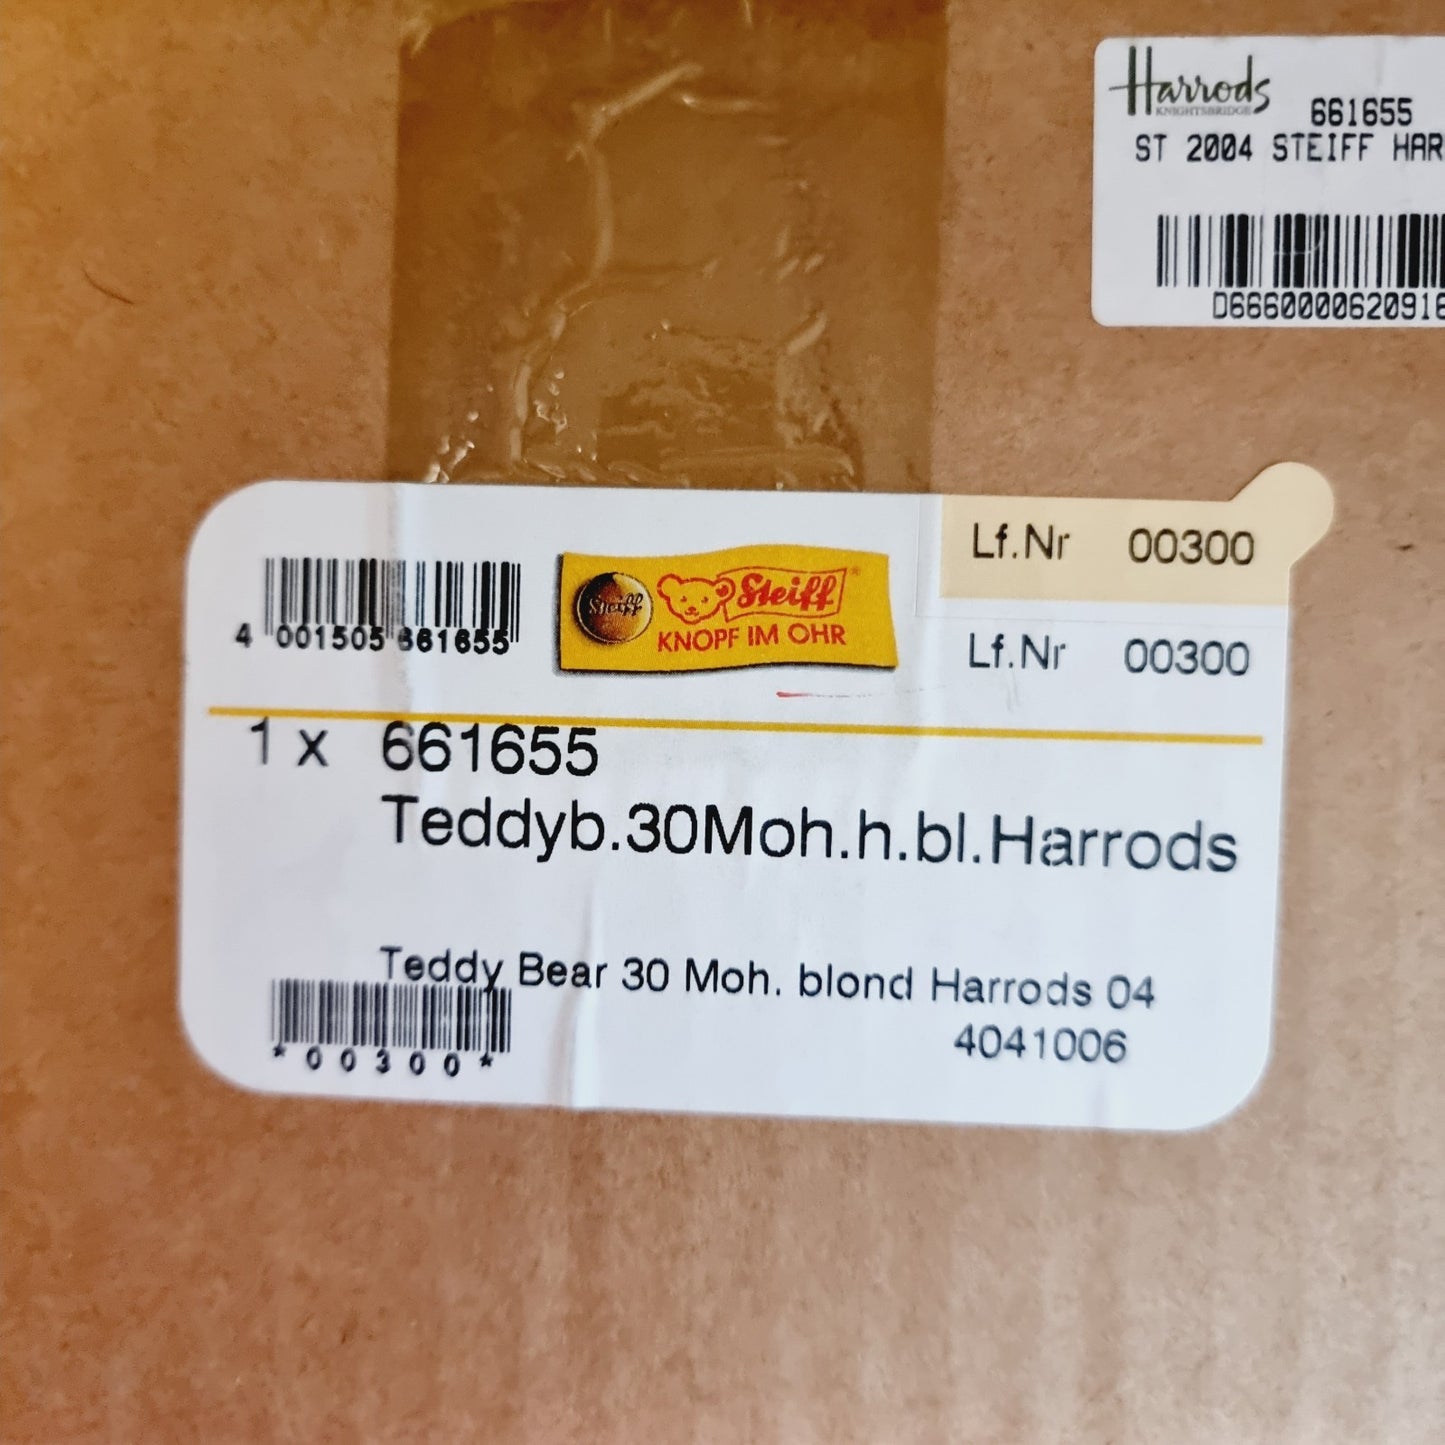 Harrods
KNIGHTSBRIDGE
661655
ST 2004 STEIFF HAR
D6660000620916
Lf.Nr 00300
4 001505 661655
Steiff
Steiff
KNOPF IM OHR
Lf.Nr 00300
1 x 661655
Teddyb.30Moh.h.bl.Harrods
Teddy Bear 30 Moh. blond Harrods 04
4041006
*00300*